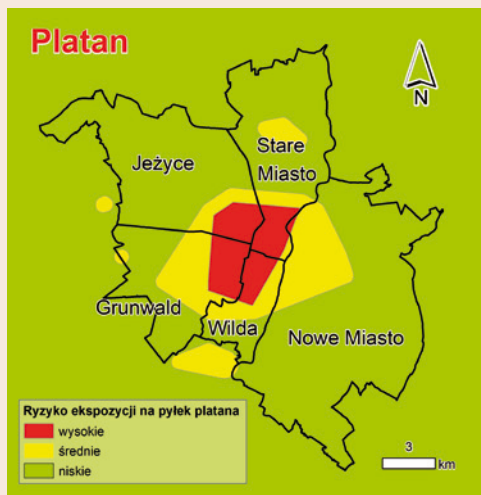 Platan
N
Stare
Miasto
Jeżyce
Grunwald
Wilda
Nowe Miasto
Ryzyko ekspozycji na pyłek platana
wysokie
średnie
niskie
3
km